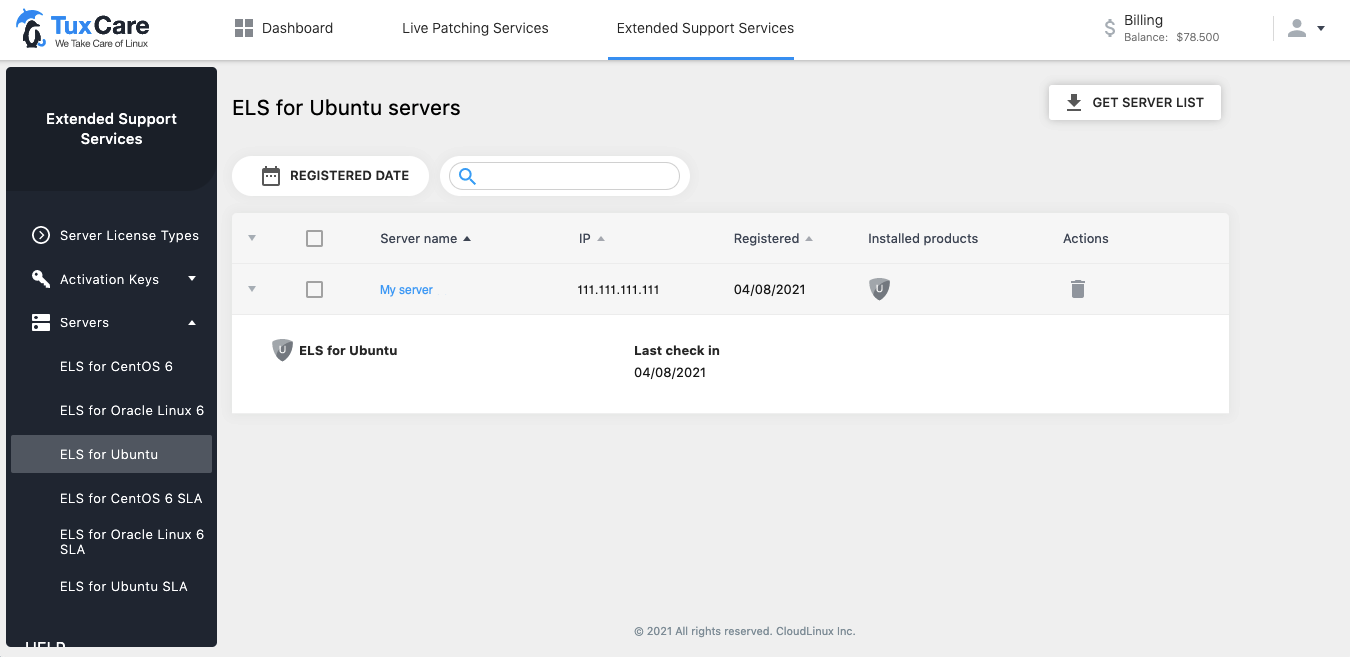 TuxCare
We Take Care of Linux
Dashboard
Live Patching Services
Extended Support Services
Billing
Balance: $78.500
Extended Support
Services
Server License Types
Activation Keys
Servers
ELS for CentOS 6
ELS for Oracle Linux 6
ELS for Ubuntu
ELS for CentOS 6 SLA
ELS for Oracle Linux 6
SLA
ELS for Ubuntu SLA
HELP
ELS for Ubuntu servers
GET SERVER LIST
REGISTERED DATE
Server name IP Registered Installed products Actions
My server 111.111.111.111 04/08/2021 U
U ELS for Ubuntu Last check in
04/08/2021
© 2021 All rights reserved. CloudLinux Inc.